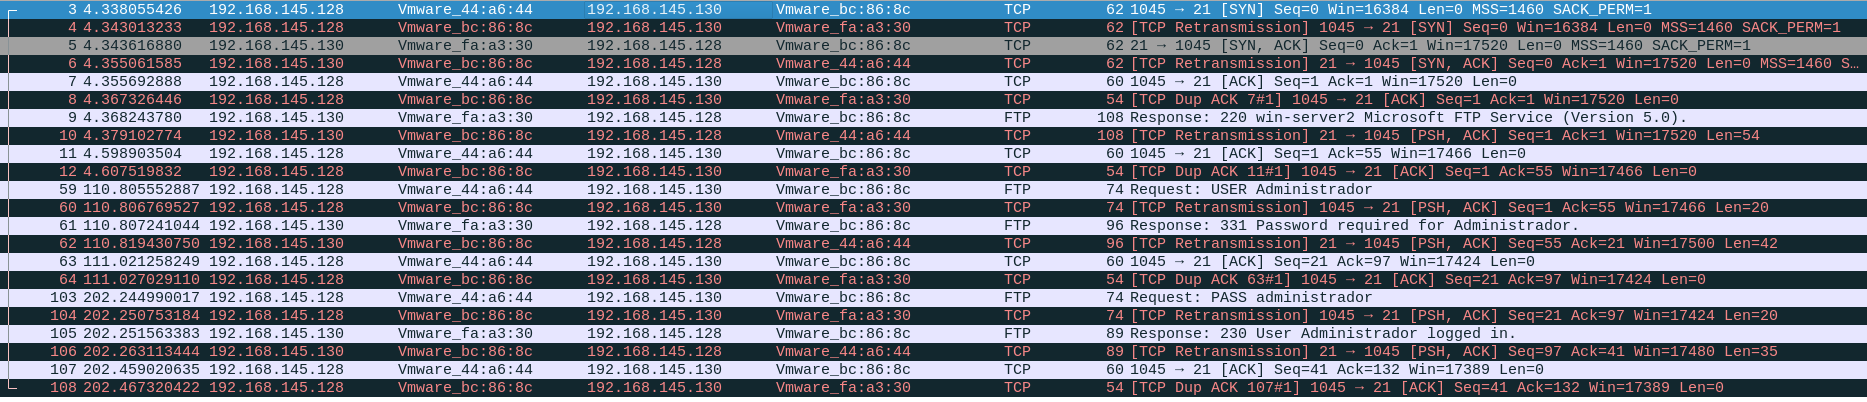 3 4.338055426 192.168.145.128 Vmware_44:a6:44 192.168.145.130 Vmware_bc:86:8c TCP 62 1045 → 21 [SYN] Seq=0 Win=16384 Len=0 MSS=1460 SACK_PERM=1
4 4.343013233 192.168.145.128 Vmware_bc:86:8c 192.168.145.130 Vmware_fa:a3:30 TCP 62 [TCP Retransmission] 1045 → 21 [SYN] Seq=0 Win=16384 Len=0 MSS=1460 SACK_PERM=1
5 4.343616880 192.168.145.130 Vmware_fa:a3:30 192.168.145.128 Vmware_bc:86:8c TCP 62 21 → 1045 [SYN, ACK] Seq=0 Ack=1 Win=17520 Len=0 MSS=1460 SACK_PERM=1
6 4.355061585 192.168.145.130 Vmware_bc:86:8c 192.168.145.128 Vmware_44:a6:44 TCP 62 [TCP Retransmission] 21 → 1045 [SYN, ACK] Seq=0 Ack=1 Win=17520 Len=0 MSS=1460 S…
7 4.355692888 192.168.145.128 Vmware_44:a6:44 192.168.145.130 Vmware_bc:86:8c TCP 60 1045 → 21 [ACK] Seq=1 Ack=1 Win=17520 Len=0
8 4.367326446 192.168.145.128 Vmware_bc:86:8c 192.168.145.130 Vmware_fa:a3:30 TCP 54 [TCP Dup ACK 7#1] 1045 → 21 [ACK] Seq=1 Ack=1 Win=17520 Len=0
9 4.368243780 192.168.145.130 Vmware_fa:a3:30 192.168.145.128 Vmware_bc:86:8c FTP 108 Response: 220 win-server2 Microsoft FTP Service (Version 5.0).
10 4.379102774 192.168.145.130 Vmware_bc:86:8c 192.168.145.128 Vmware_44:a6:44 TCP 108 [TCP Retransmission] 21 → 1045 [PSH, ACK] Seq=1 Ack=1 Win=17520 Len=54
11 4.598903504 192.168.145.128 Vmware_44:a6:44 192.168.145.130 Vmware_bc:86:8c TCP 60 1045 → 21 [ACK] Seq=1 Ack=55 Win=17466 Len=0
12 4.607519832 192.168.145.128 Vmware_bc:86:8c 192.168.145.130 Vmware_fa:a3:30 TCP 54 [TCP Dup ACK 11#1] 1045 → 21 [ACK] Seq=1 Ack=55 Win=17466 Len=0
59 110.805552887 192.168.145.128 Vmware_44:a6:44 192.168.145.130 Vmware_bc:86:8c FTP 74 Request: USER Administrador
60 110.806769527 192.168.145.128 Vmware_bc:86:8c 192.168.145.130 Vmware_fa:a3:30 TCP 74 [TCP Retransmission] 1045 → 21 [PSH, ACK] Seq=1 Ack=55 Win=17466 Len=20
61 110.807241044 192.168.145.130 Vmware_fa:a3:30 192.168.145.128 Vmware_bc:86:8c FTP 96 Response: 331 Password required for Administrador.
62 110.819430750 192.168.145.130 Vmware_bc:86:8c 192.168.145.128 Vmware_44:a6:44 TCP 96 [TCP Retransmission] 21 → 1045 [PSH, ACK] Seq=55 Ack=21 Win=17500 Len=42
63 111.021258249 192.168.145.128 Vmware_44:a6:44 192.168.145.130 Vmware_bc:86:8c TCP 60 1045 → 21 [ACK] Seq=21 Ack=97 Win=17424 Len=0
64 111.027029110 192.168.145.128 Vmware_bc:86:8c 192.168.145.130 Vmware_fa:a3:30 TCP 54 [TCP Dup ACK 63#1] 1045 → 21 [ACK] Seq=21 Ack=97 Win=17424 Len=0
103 202.244990017 192.168.145.128 Vmware_44:a6:44 192.168.145.130 Vmware_bc:86:8c FTP 74 Request: PASS administrador
104 202.250753184 192.168.145.128 Vmware_bc:86:8c 192.168.145.130 Vmware_fa:a3:30 TCP 74 [TCP Retransmission] 1045 → 21 [PSH, ACK] Seq=21 Ack=97 Win=17424 Len=20
105 202.251563383 192.168.145.130 Vmware_fa:a3:30 192.168.145.128 Vmware_bc:86:8c FTP 89 Response: 230 User Administrador logged in.
106 202.263113444 192.168.145.130 Vmware_bc:86:8c 192.168.145.128 Vmware_44:a6:44 TCP 89 [TCP Retransmission] 21 → 1045 [PSH, ACK] Seq=97 Ack=41 Win=17480 Len=35
107 202.459020635 192.168.145.128 Vmware_44:a6:44 192.168.145.130 Vmware_bc:86:8c TCP 60 1045 → 21 [ACK] Seq=41 Ack=132 Win=17389 Len=0
108 202.467320422 192.168.145.128 Vmware_bc:86:8c 192.168.145.130 Vmware_fa:a3:30 TCP 54 [TCP Dup ACK 107#1] 1045 → 21 [ACK] Seq=41 Ack=132 Win=17389 Len=0